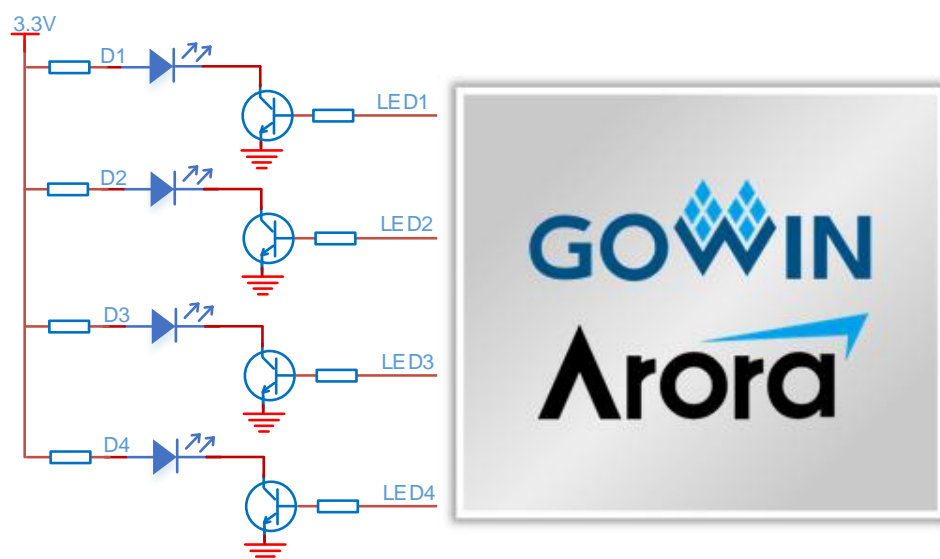 3.3V
D1
LED1
D2
LED2
D3
LED3
D4
LED4
GOWIN
Arora